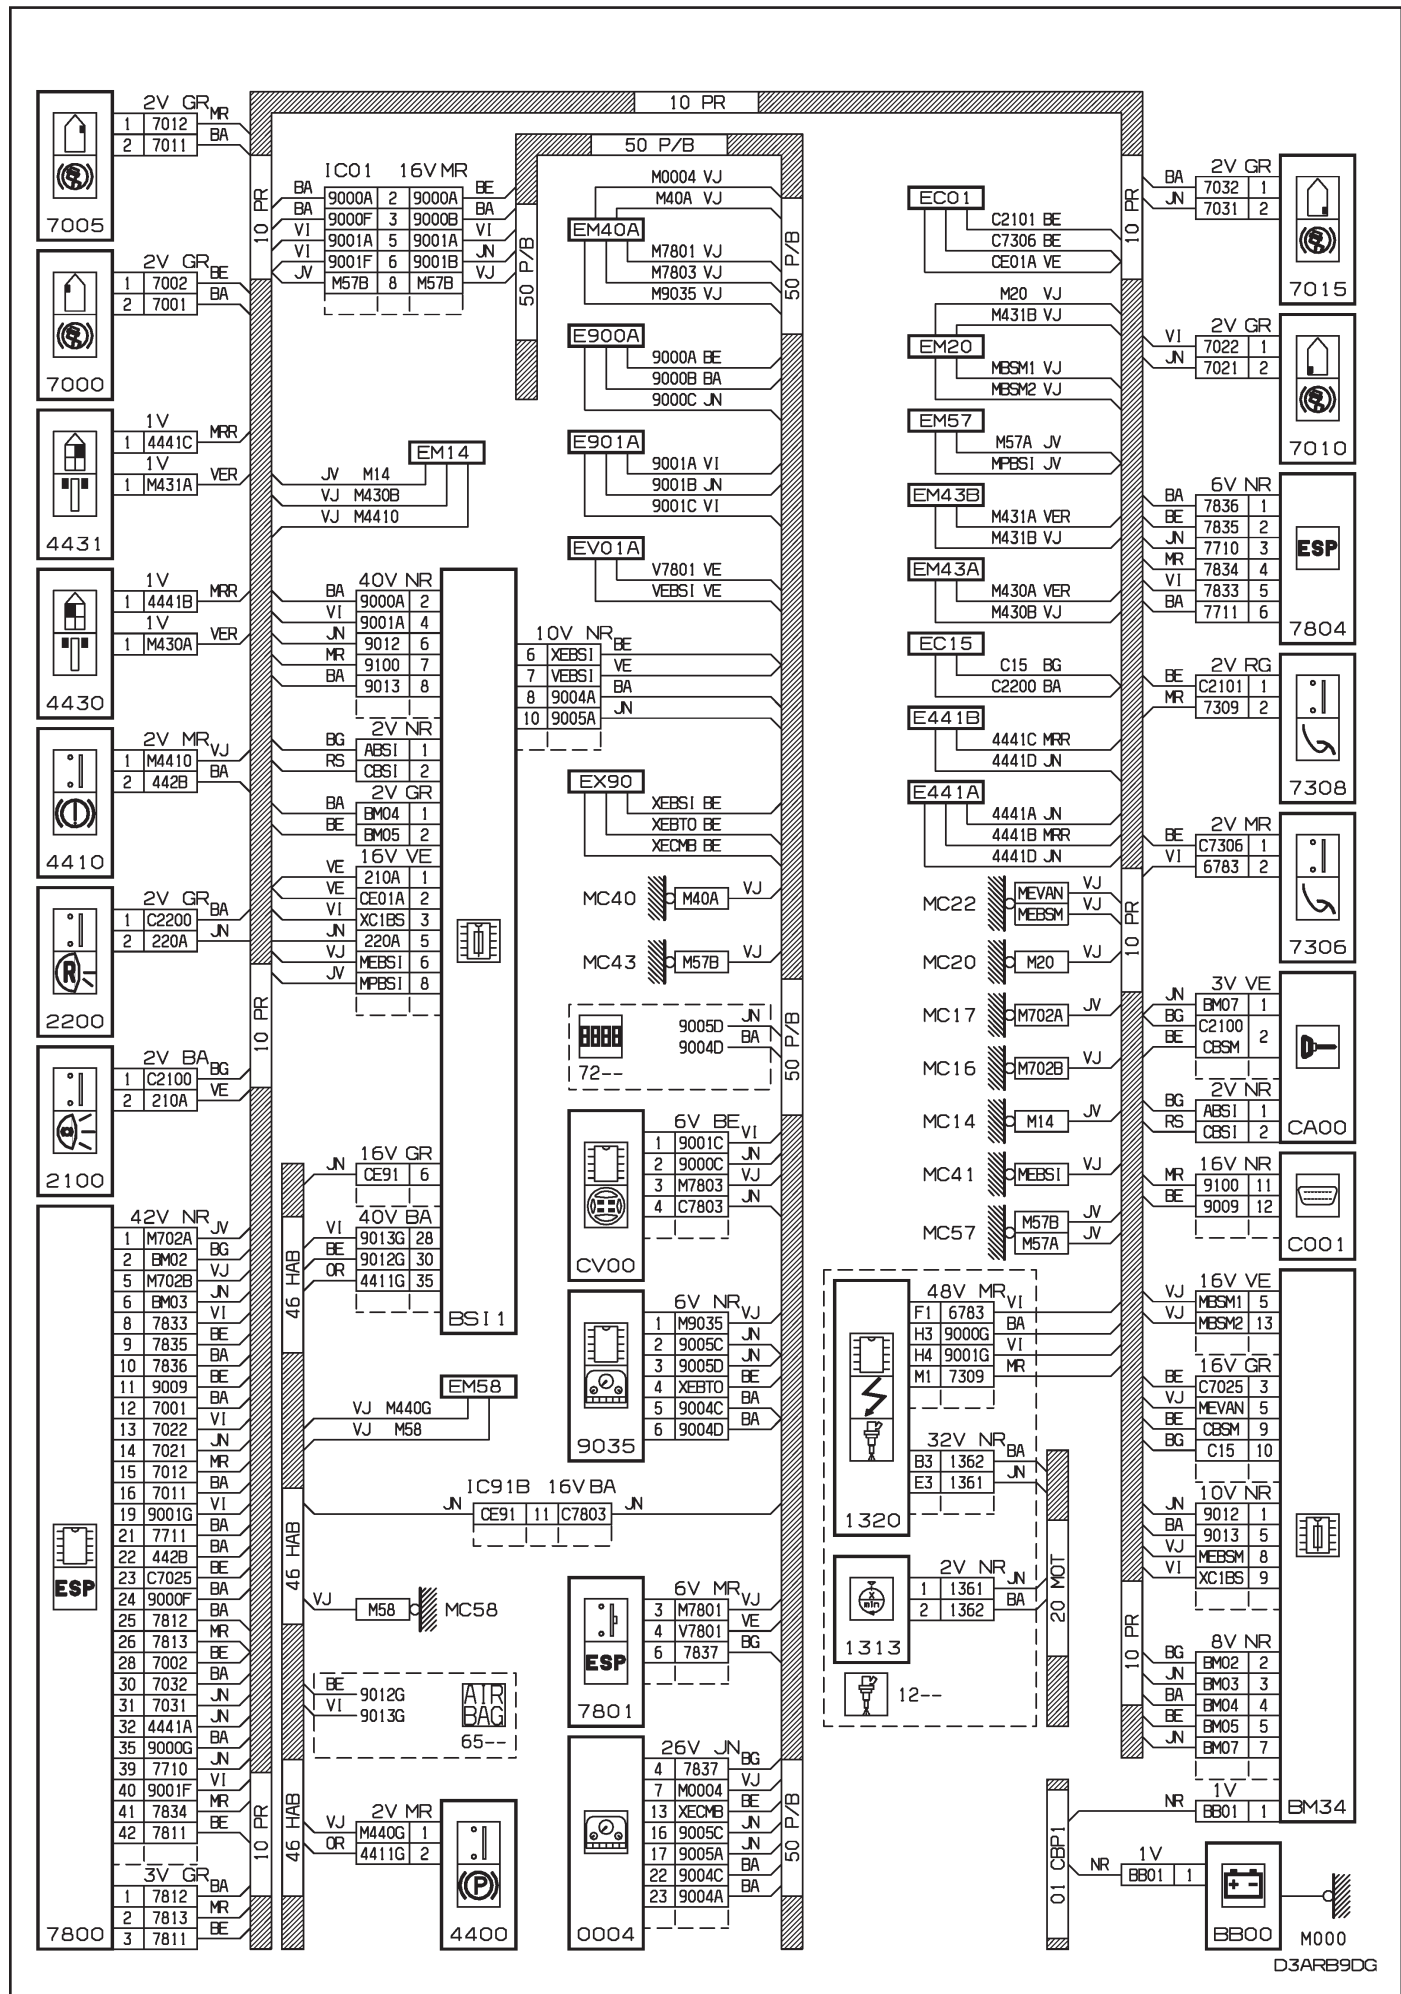 10 PR
50 P/B
2V GR
1 7012 MR
2 7011 BA
7005
2V GR
1 7002 BE
2 7001 BA
7000
1V
1 4441C MRR
1V
1 M431A VER
4431
1V
1 4441B MRR
1V
1 M430A VER
4430
2V MR
1 M4410 VJ
2 442B BA
4410
2V GR
1 C2200 BA
2 220A JN
R
2200
2V BA
1 C2100 BG
2 210A VE
2100
42V NR
1 M702A JV
2 BM02 BG
5 M702B VJ
6 BM03 JN
8 7833 VI
9 7835 BE
10 7836 BA
11 9009 BE
12 7001 BA
13 7022 VI
14 7021 JN
15 7012 MR
16 7011 BA
19 9001G VI
21 7711 BA
22 442B BA
23 C7025 BE
24 9000F BA
25 7812 BA
26 7813 MR
28 7002 BE
30 7032 BA
31 7031 JN
32 4441A JN
35 9000G BA
39 7710 JN
40 9001F VI
41 7834 MR
42 7811 BE
3V GR
1 7812 BA
2 7813 MR
3 7811 BE
ESP
7800
10 PR
10 PR
10 PR
IC01 16V MR
BA 9000A 2 9000A BE
BA 9000F 3 9000B BA
VI 9001A 5 9001A VI
VI 9001F 6 9001B JN
JV M57B 8 M57B VJ
50 P/B
EM14
JV M14
VJ M430B
VJ M4410
40V NR
BA 9000A 2
VI 9001A 4
JN 9012 6
MR 9100 7
BA 9013 8
2V NR
BG ABSI 1
RS CBSI 2
2V GR
BA BM04 1
BE BM05 2
16V VE
VE 210A 1
VE CE01A 2
VI XC1BS 3
JN 220A 5
VJ MEBSI 6
JV MPBSI 8
16V GR
JN CE91 6
40V BA
VI 9013G 28
BE 9012G 30
OR 4411G 35
BSI1
10V NR
6 XEBSI BE
7 VEBSI VE
8 9004A BA
10 9005A JN
46 HAB
46 HAB
46 HAB
EM58
VJ M440G
VJ M58
IC91B 16V BA
JN CE91 11 C7803 JN
VJ M58 MC58
BE 9012G
VI 9013G
AIR BAG
65--
2V MR
VJ M440G 1
OR 4411G 2
P
4400
M0004 VJ
M40A VJ
EM40A
M7801 VJ
M7803 VJ
M9035 VJ
E900A
9000A BE
9000B BA
9000C JN
E901A
9001A VI
9001B JN
9001C VI
EV01A
V7801 VE
VEBSI VE
EX90
XEBSI BE
XEBTO BE
XECMB BE
MC40 M40A VJ
MC43 M57B VJ
8888
9005D JN
9004D BA
72--
6V BE
1 9001C VI
2 9000C JN
3 M7803 VJ
4 C7803 JN
CV00
6V NR
1 M9035 VJ
2 9005C JN
3 9005D JN
4 XEBTO BE
5 9004C BA
6 9004D BA
9035
6V MR
3 M7801 VJ
4 V7801 VE
6 7837 BG
ESP
7801
26V JN
4 7837 BG
7 M0004 VJ
13 XECMB BE
16 9005C JN
17 9005A JN
22 9004C BA
23 9004A BA
0004
50 P/B
50 P/B
50 P/B
EC01
C2101 BE
C7306 BE
CE01A VE
M20 VJ
M431B VJ
EM20
MBSM1 VJ
MBSM2 VJ
EM57
M57A JV
MPBSI JV
EM43B
M431A VER
M431B VJ
EM43A
M430A VER
M430B VJ
EC15
C15 BG
C2200 BA
E441B
4441C MRR
4441D JN
E441A
4441A JN
4441B MRR
4441D JN
MC22 MEVAN VJ
MEBSM VJ
MC20 M20 VJ
MC17 M702A JV
MC16 M702B VJ
MC14 M14 JV
MC41 MEBSI VJ
MC57 M57B JV
M57A JV
48V MR
F1 6783 VI
H3 9000G BA
H4 9001G VI
M1 7309 MR
32V NR
B3 1362 BA
E3 1361 JN
1320
2V NR
1 1361 JN
2 1362 BA
x min
1313
12--
20 MOT
01 CBP1
10 PR
10 PR
10 PR
2V GR
BA 7032 1
JN 7031 2
7015
2V GR
VI 7022 1
JN 7021 2
7010
6V NR
BA 7836 1
BE 7835 2
JN 7710 3
MR 7834 4
VI 7833 5
BA 7711 6
ESP
7804
2V RG
BE C2101 1
MR 7309 2
7308
2V MR
BE C7306 1
VI 6783 2
7306
3V VE
JN BM07 1
BG C2100 2
BE CBSM
2V NR
BG ABSI 1
RS CBSI 2
CA00
16V NR
MR 9100 11
BE 9009 12
C001
16V VE
VJ MBSM1 5
VJ MBSM2 13
16V GR
BE C7025 3
VJ MEVAN 5
BE CBSM 9
BG C15 10
10V NR
JN 9012 1
BA 9013 5
VJ MEBSM 8
VI XC1BS 9
8V NR
BG BM02 2
JN BM03 3
BA BM04 4
BE BM05 5
JN BM07 7
1V
NR BB01 1
BM34
1V
NR BB01 1
+ -
BB00
M000
D3ARB9DG